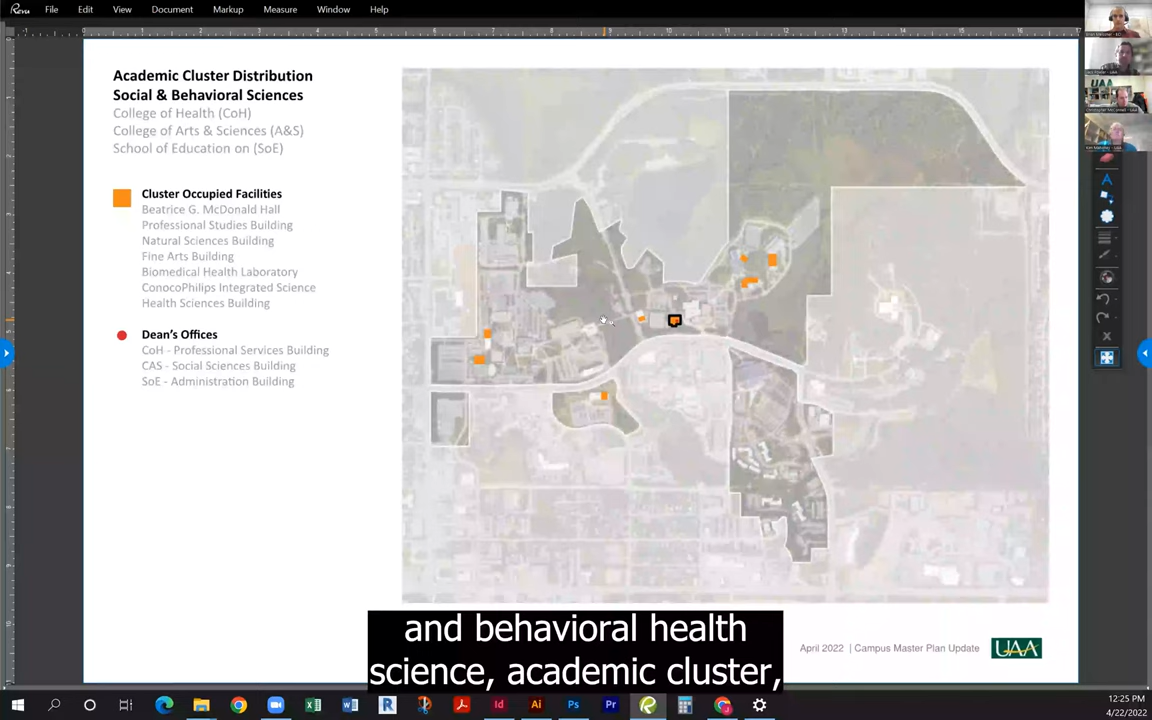 Revu File Edit View Document Markup Measure Window Help
Academic Cluster Distribution
Social & Behavioral Sciences
College of Health (CoH)
College of Arts & Sciences (A&S)
School of Education on (SoE)
Cluster Occupied Facilities
Beatrice G. McDonald Hall
Professional Studies Building
Natural Sciences Building
Fine Arts Building
Biomedical Health Laboratory
ConocoPhilips Integrated Science
Health Sciences Building
Dean's Offices
CoH - Professional Services Building
CAS - Social Sciences Building
SoE - Administration Building
and behavioral health
science, academic cluster,
April 2022 | Campus Master Plan Update UAA
12:25 PM
4/22/2022